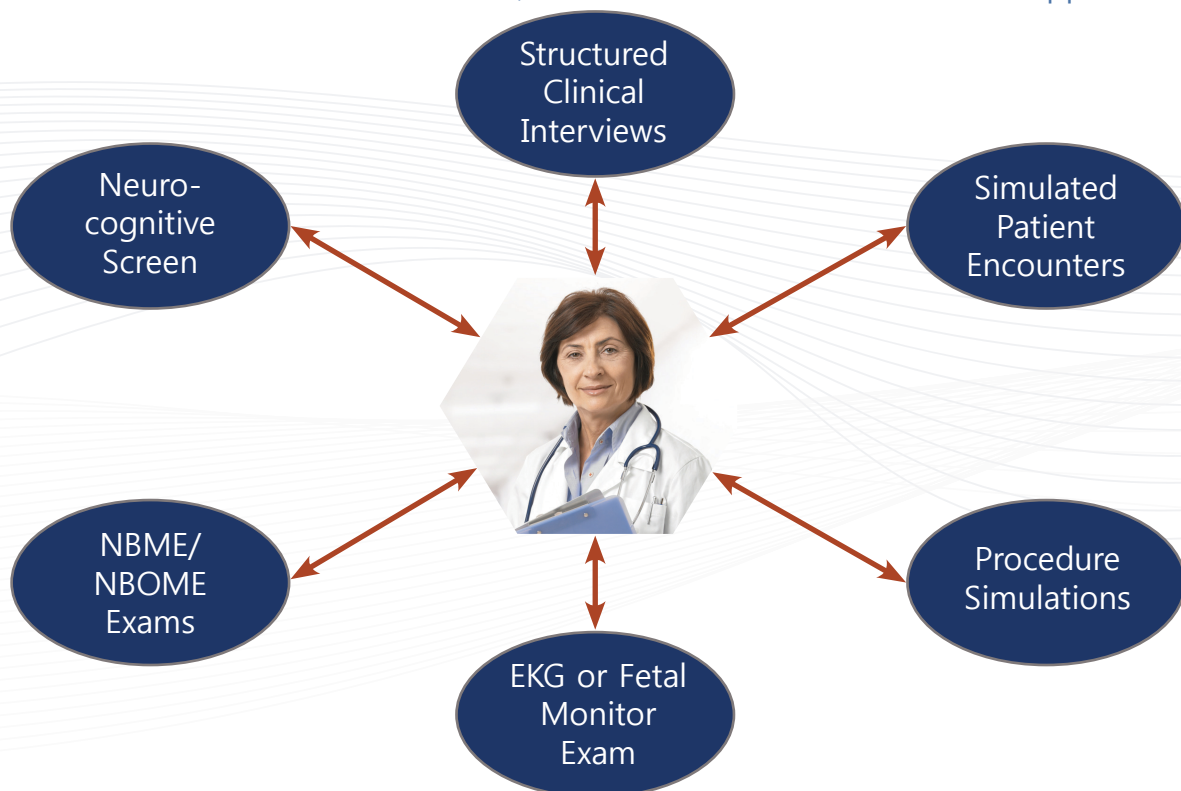 Structured
Clinical
Interviews
Neuro-
cognitive
Screen
Simulated
Patient
Encounters
NBME/
NBOME
Exams
Procedure
Simulations
EKG or Fetal
Monitor
Exam